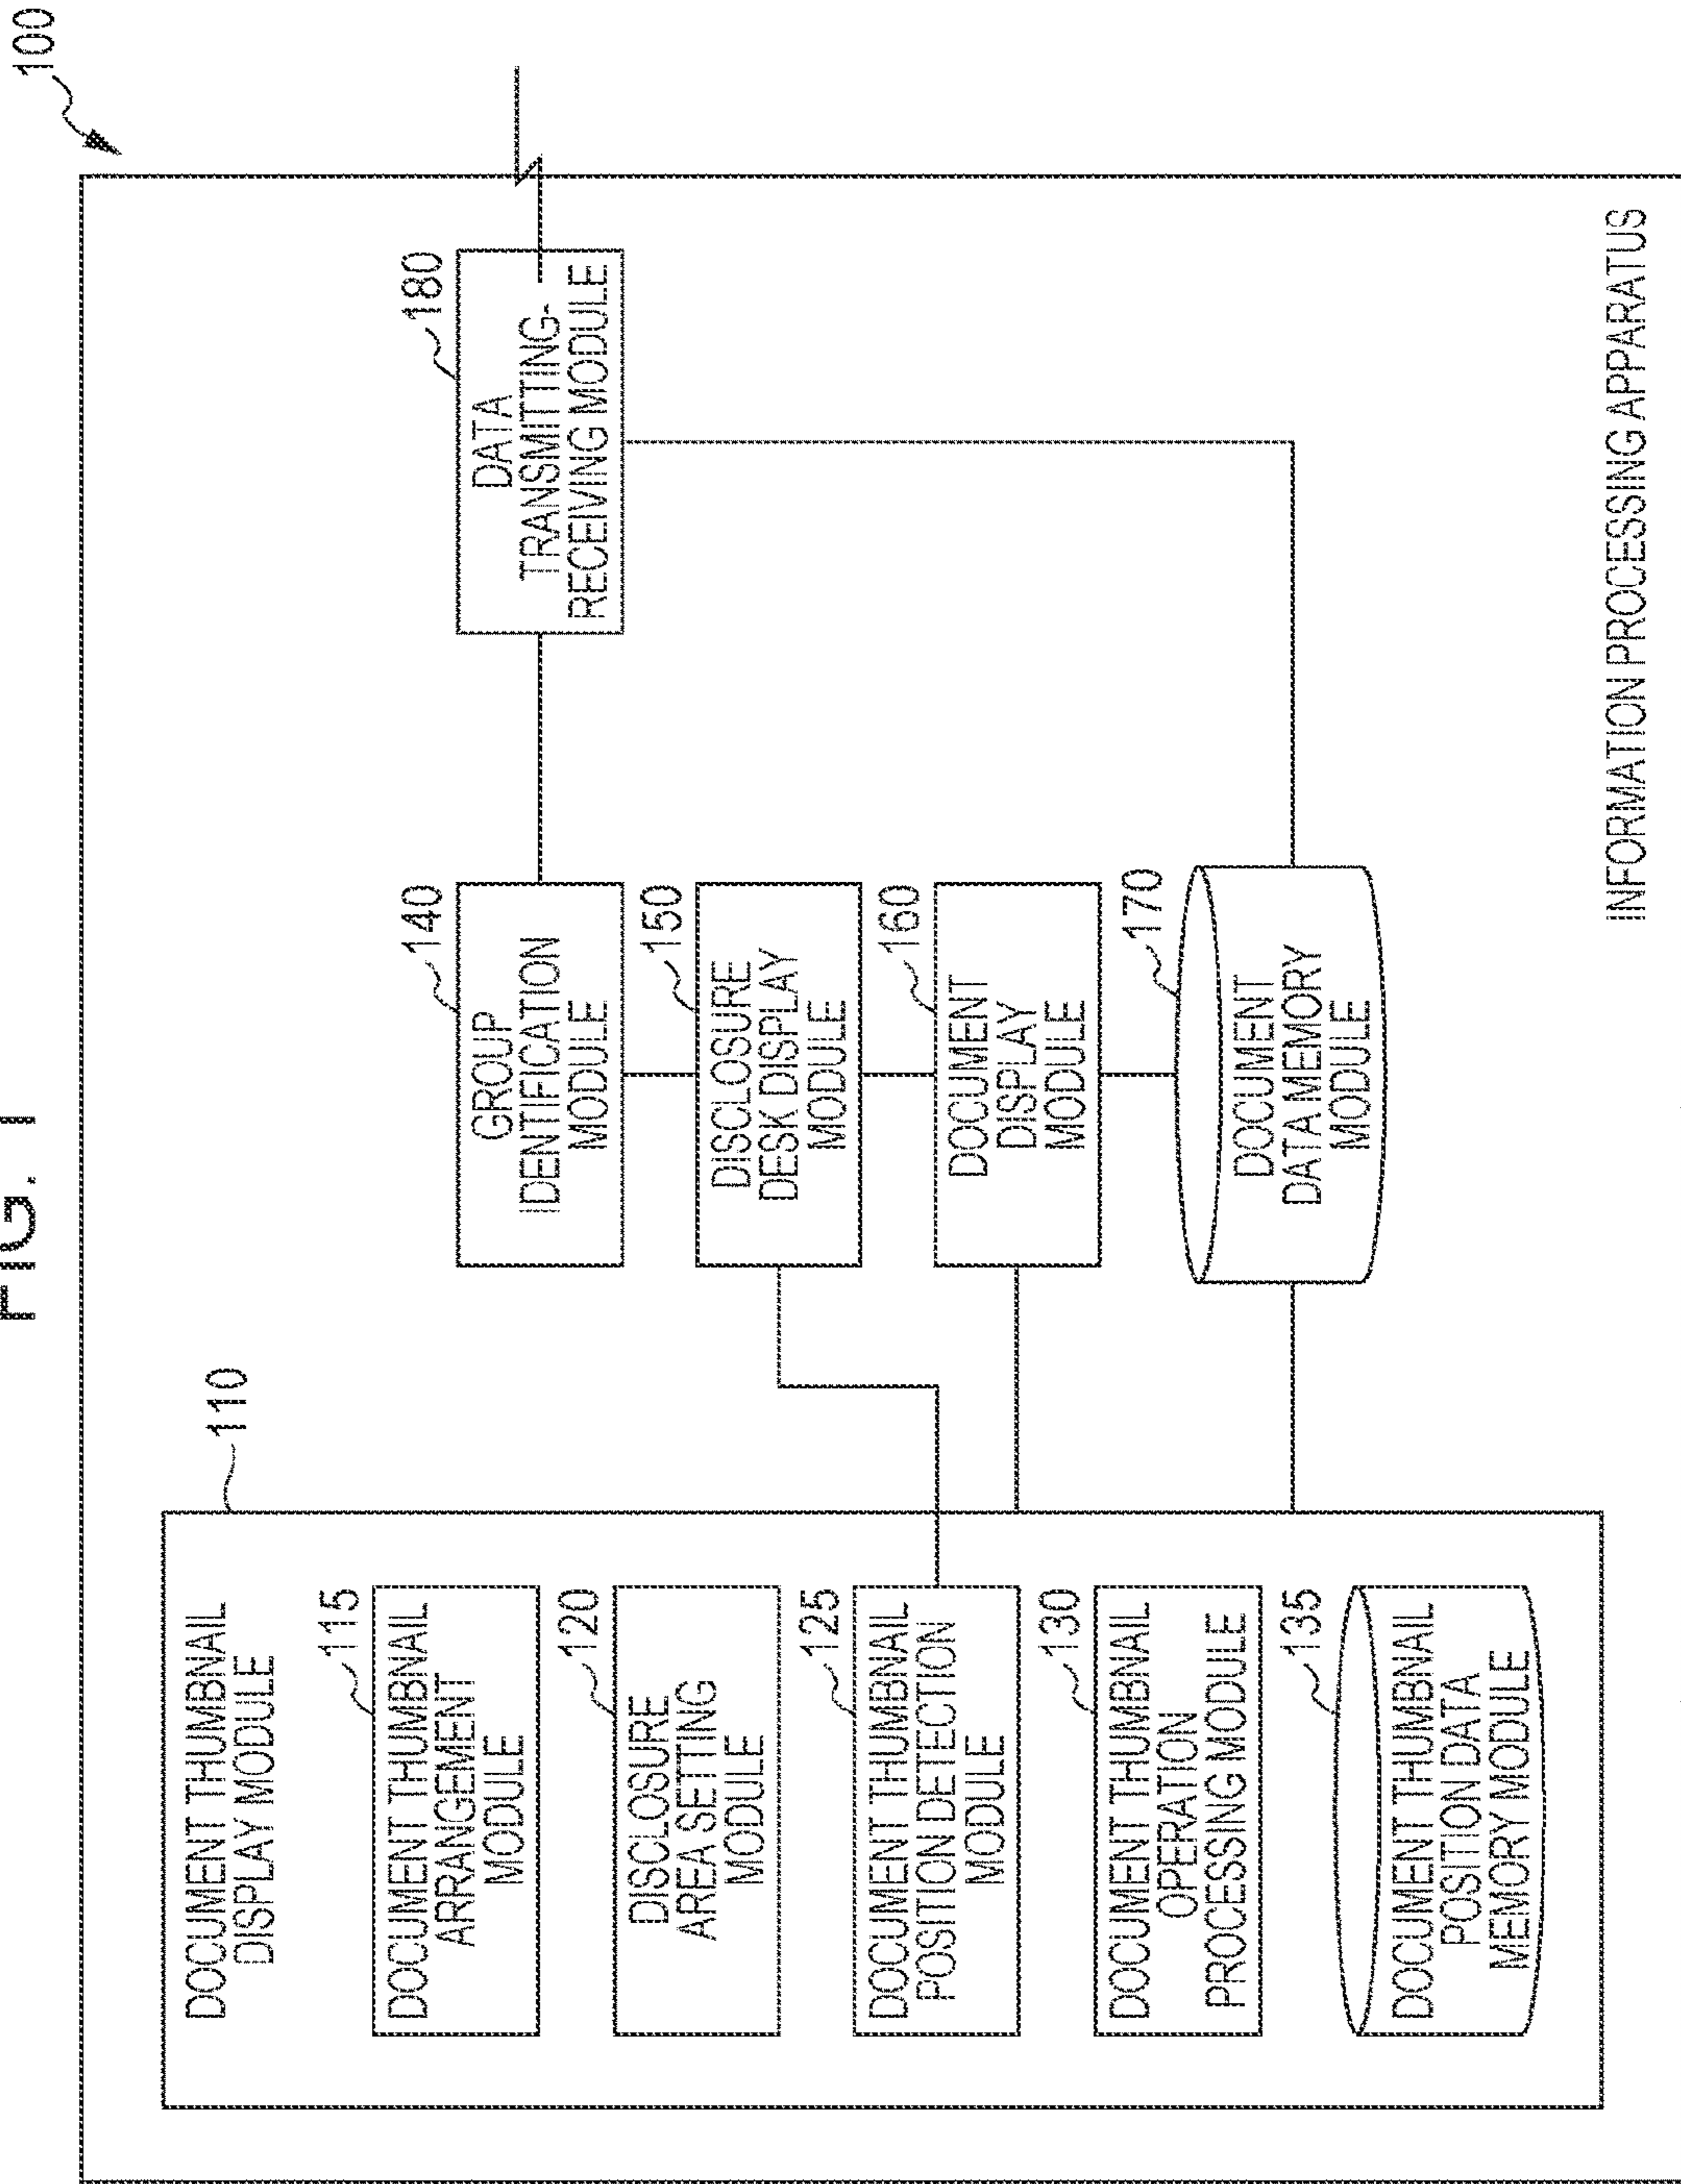 FIG. 1
100
110
DOCUMENT THUMBNAIL
DISPLAY MODULE
115
DOCUMENT THUMBNAIL
ARRANGEMENT
MODULE
120
DISCLOSURE
AREA SETTING
MODULE
125
DOCUMENT THUMBNAIL
POSITION DETECTION
MODULE
130
DOCUMENT THUMBNAIL
OPERATION
PROCESSING MODULE
135
DOCUMENT THUMBNAIL
POSITION DATA
MEMORY MODULE
140
GROUP
IDENTIFICATION
MODULE
150
DISCLOSURE
DESK DISPLAY
MODULE
160
DOCUMENT
DISPLAY
MODULE
170
DOCUMENT
DATA MEMORY
MODULE
180
DATA
TRANSMITTING-
RECEIVING MODULE
INFORMATION PROCESSING APPARATUS